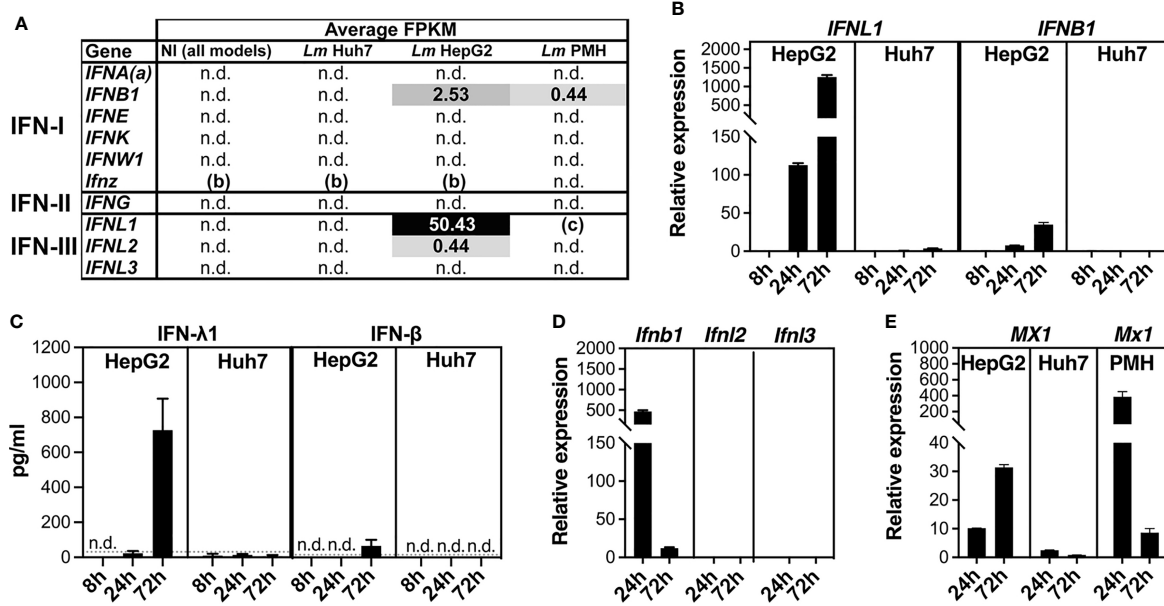 A
Average FPKM
Gene NI (all models) Lm Huh7 Lm HepG2 Lm PMH
IFN-I
IFNA(a) n.d. n.d. n.d. n.d.
IFNB1 n.d. n.d. 2.53 0.44
IFNE n.d. n.d. n.d. n.d.
IFNK n.d. n.d. n.d. n.d.
IFNW1 n.d. n.d. n.d. n.d.
Ifnz (b) (b) (b) n.d.
IFN-II
IFNG n.d. n.d. n.d. n.d.
IFN-III
IFNL1 n.d. n.d. 50.43 (c)
IFNL2 n.d. n.d. 0.44 n.d.
IFNL3 n.d. n.d. n.d. n.d.
B
IFNL1 IFNB1
HepG2 Huh7 HepG2 Huh7
Relative expression
2000
1500
1000
500
150
100
50
0
8h 24h 72h 8h 24h 72h 8h 24h 72h 8h 24h 72h
C
IFN-λ1 IFN-β
HepG2 Huh7 HepG2 Huh7
pg/ml
1200
1000
800
600
400
200
0
n.d. n.d. n.d. n.d. n.d. n.d.
8h 24h 72h 8h 24h 72h 8h 24h 72h 8h 24h 72h
D
Ifnb1 Ifnl2 Ifnl3
Relative expression
2000
1500
1000
500
150
100
50
0
24h 72h 24h 72h 24h 72h
E
MX1 Mx1
HepG2 Huh7 PMH
Relative expression
1000
800
600
400
200
40
30
20
10
0
24h 72h 24h 72h 24h 72h